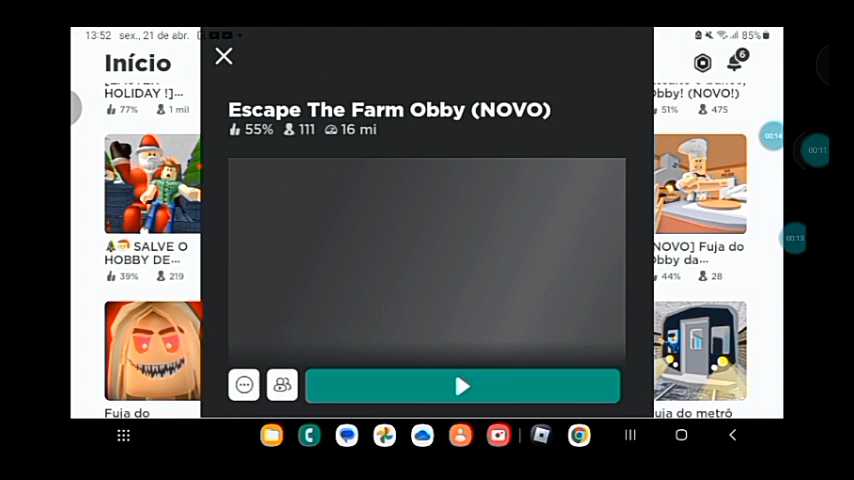 13:52 sex., 21 de abr.
85%
Início
6
HOLIDAY !]...
77% 1 mil
Escape The Farm Obby (NOVO)
55% 111 16 mi
Obby! (NOVO!)
51% 475
00:14
00:11
00:13
SALVE O
HOBBY DE...
39% 219
NOVO] Fuja do
Obby da...
44% 28
Fuja do
uja do metrô